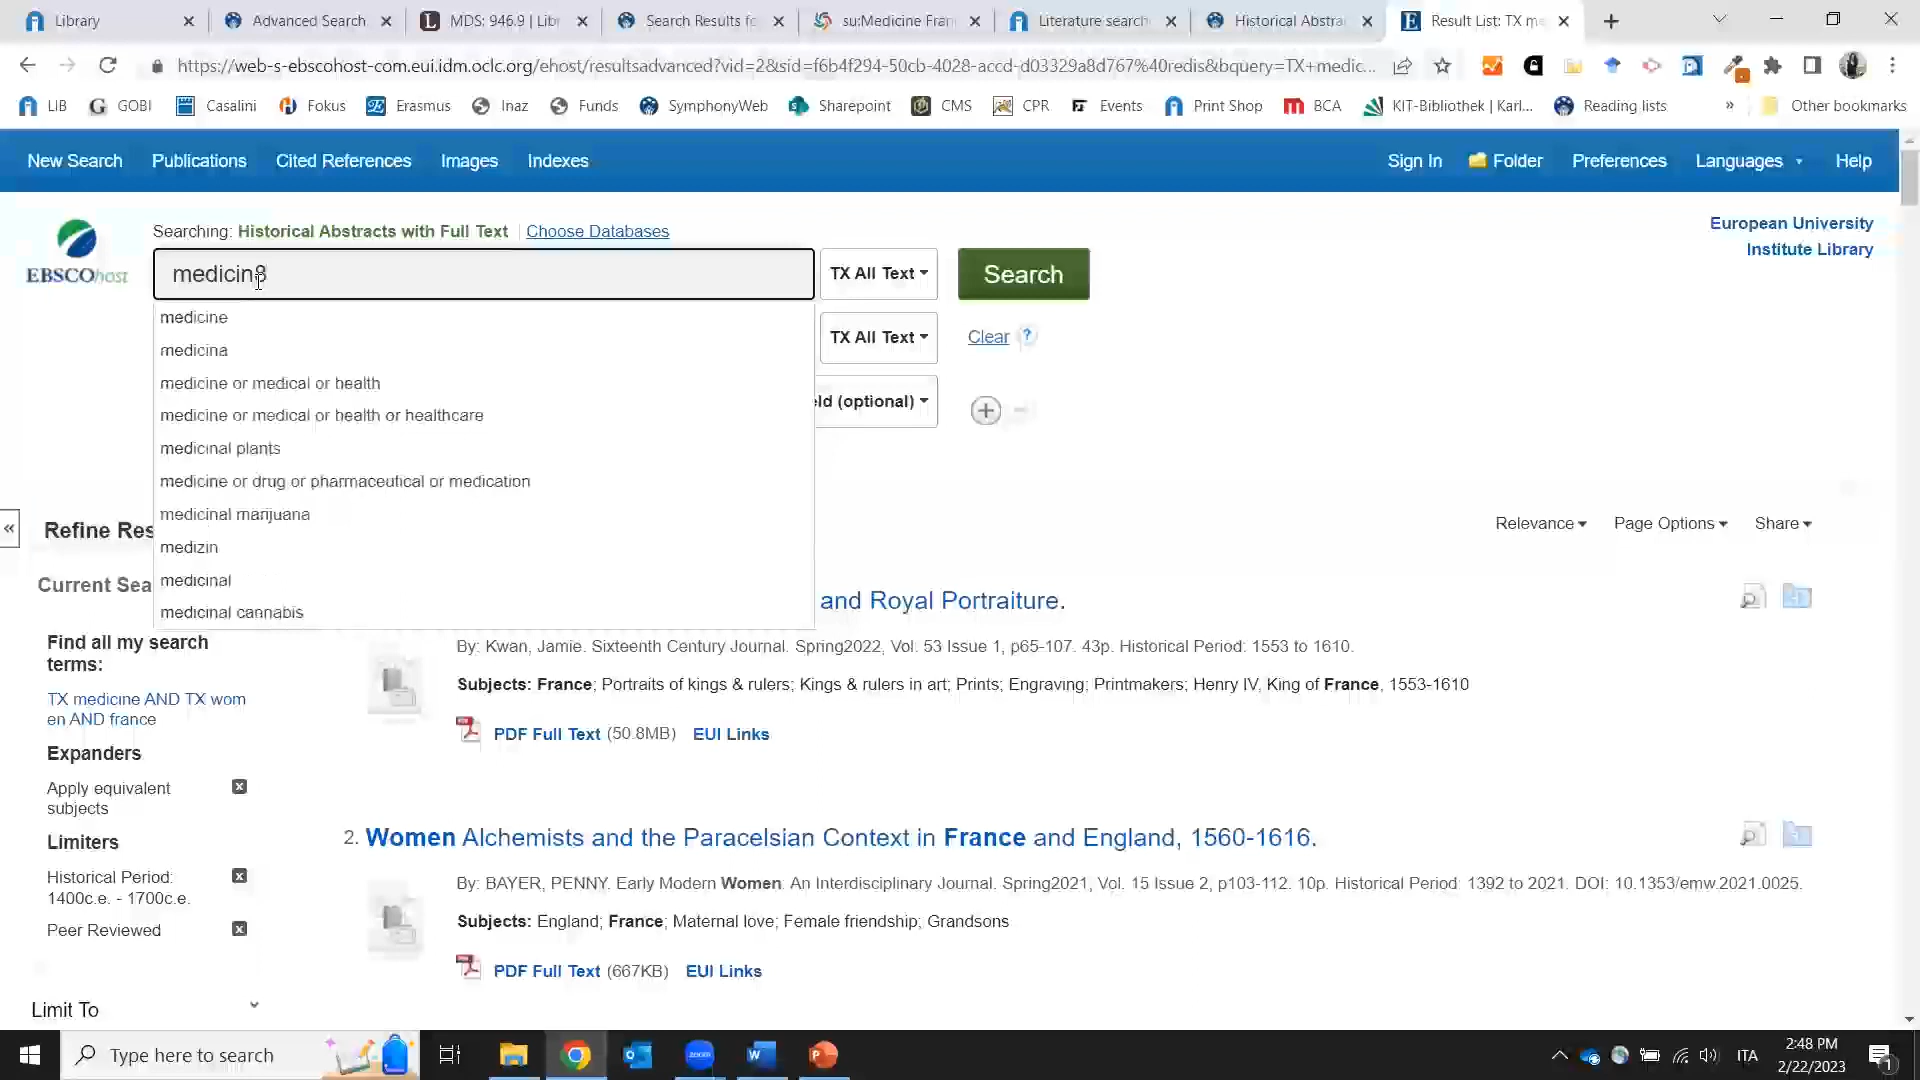 Library
Advanced Search
MDS: 946.9 | Lib
Search Results fo
su:Medicine Fran
Literature search
Historical Abstra
Result List: TX me
https://web-s-ebscohost-com.eui.idm.oclc.org/ehost/resultsadvanced?vid=2&sid=f6b4f294-50cb-4028-accd-d03329a8d767%40redis&bquery=TX+medic...
LIB
GOBI
Casalini
Fokus
Erasmus
Inaz
Funds
SymphonyWeb
Sharepoint
CMS
CPR
Events
Print Shop
BCA
KIT-Bibliothek | Karl...
Reading lists
»
Other bookmarks
New Search
Publications
Cited References
Images
Indexes
Sign In
Folder
Preferences
Languages
Help
EBSCOhost
Searching: Historical Abstracts with Full Text
Choose Databases
European University
Institute Library
medicin8
TX All Text
Search
medicine
medicina
medicine or medical or health
medicine or medical or health or healthcare
medicinal plants
medicine or drug or pharmaceutical or medication
medicinal marijuana
medizin
medicinal
medicinal cannabis
TX All Text
Clear
?
eld (optional)
«
Refine Res
Relevance
Page Options
Share
Current Sea
Find all my search
terms:
TX medicine AND TX wom
en AND france
Expanders
Apply equivalent
subjects
Limiters
Historical Period:
1400c.e. - 1700c.e.
Peer Reviewed
Limit To
and Royal Portraiture.
By: Kwan, Jamie. Sixteenth Century Journal. Spring2022, Vol. 53 Issue 1, p65-107. 43p. Historical Period: 1553 to 1610.
Subjects: France; Portraits of kings & rulers; Kings & rulers in art; Prints; Engraving; Printmakers; Henry IV, King of France, 1553-1610
PDF Full Text (50.8MB)
EUI Links
2. Women Alchemists and the Paracelsian Context in France and England, 1560-1616.
By: BAYER, PENNY. Early Modern Women: An Interdisciplinary Journal. Spring2021, Vol. 15 Issue 2, p103-112. 10p. Historical Period: 1392 to 2021. DOI: 10.1353/emw.2021.0025.
Subjects: England; France; Maternal love; Female friendship; Grandsons
PDF Full Text (667KB)
EUI Links
Type here to search
zoom
ITA
2:48 PM
2/22/2023
1